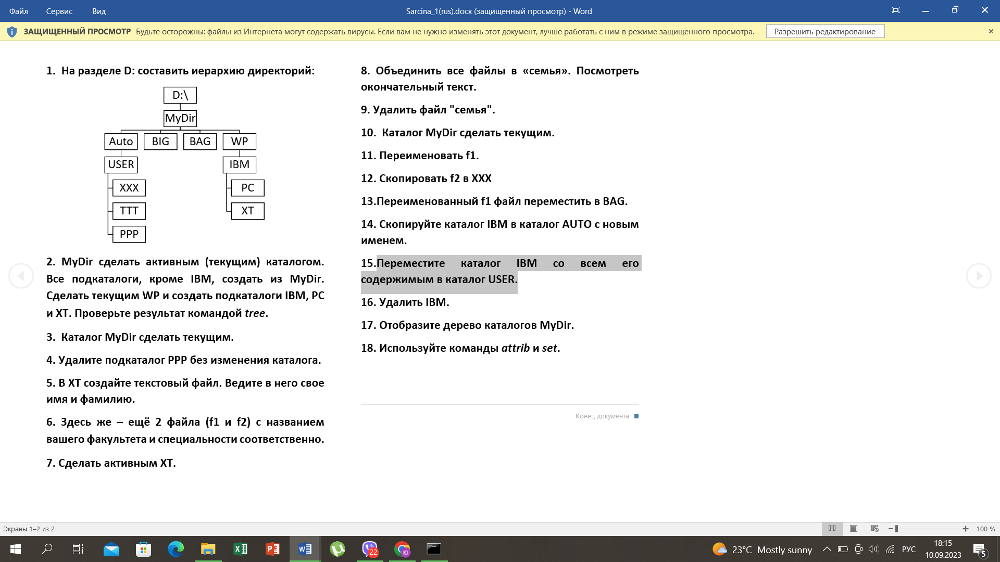 Файл Сервис Вид Sarcina_1(rus).docx (защищенный просмотр) - Word
ЗАЩИЩЕННЫЙ ПРОСМОТР Будьте осторожны: файлы из Интернета могут содержать вирусы. Если вам не нужно изменять этот документ, лучше работать с ним в режиме защищенного просмотра. Разрешить редактирование
1. На разделе D: составить иерархию директорий:
D:\
MyDir
Auto BIG BAG WP
USER IBM
XXX PC
TTT XT
PPP
2. MyDir сделать активным (текущим) каталогом.
Все подкаталоги, кроме IBM, создать из MyDir.
Сделать текущим WP и создать подкаталоги IBM, PC
и XT. Проверьте результат командой tree.
3. Каталог MyDir сделать текущим.
4. Удалите подкаталог PPP без изменения каталога.
5. В XT создайте текстовый файл. Ведите в него свое
имя и фамилию.
6. Здесь же – ещё 2 файла (f1 и f2) с названием
вашего факультета и специальности соответственно.
7. Сделать активным XT.
8. Объединить все файлы в «семья». Посмотреть
окончательный текст.
9. Удалить файл "семья".
10. Каталог MyDir сделать текущим.
11. Переименовать f1.
12. Скопировать f2 в XXX
13.Переименованный f1 файл переместить в BAG.
14. Скопируйте каталог IBM в каталог AUTO с новым
именем.
15.Переместите каталог IBM со всем его
содержимым в каталог USER.
16. Удалить IBM.
17. Отобразите дерево каталогов MyDir.
18. Используйте команды attrib и set.
Конец документа
Экраны 1–2 из 2 100 %
22 23°C Mostly sunny РУС 18:15
10.09.2023 5